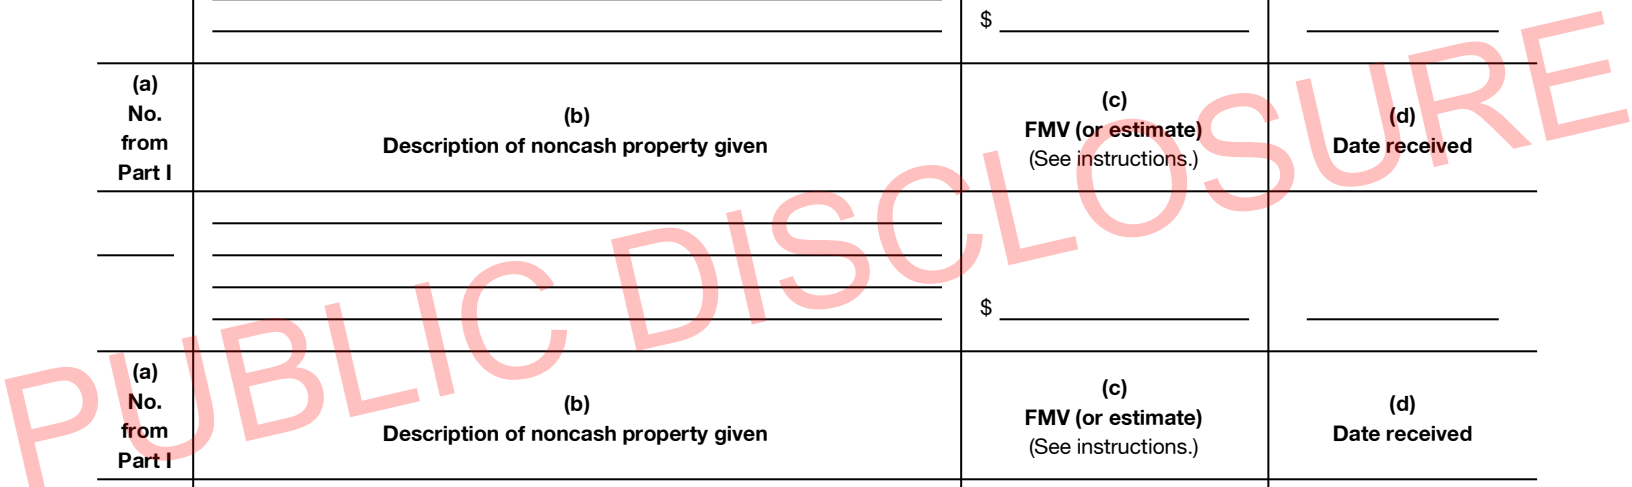 $
(a)
No.
from
Part I
(b)
Description of noncash property given
(c)
FMV (or estimate)
(See instructions.)
(d)
Date received
$
(a)
No.
from
Part I
(b)
Description of noncash property given
(c)
FMV (or estimate)
(See instructions.)
(d)
Date received
PUBLIC DISCLOSURE